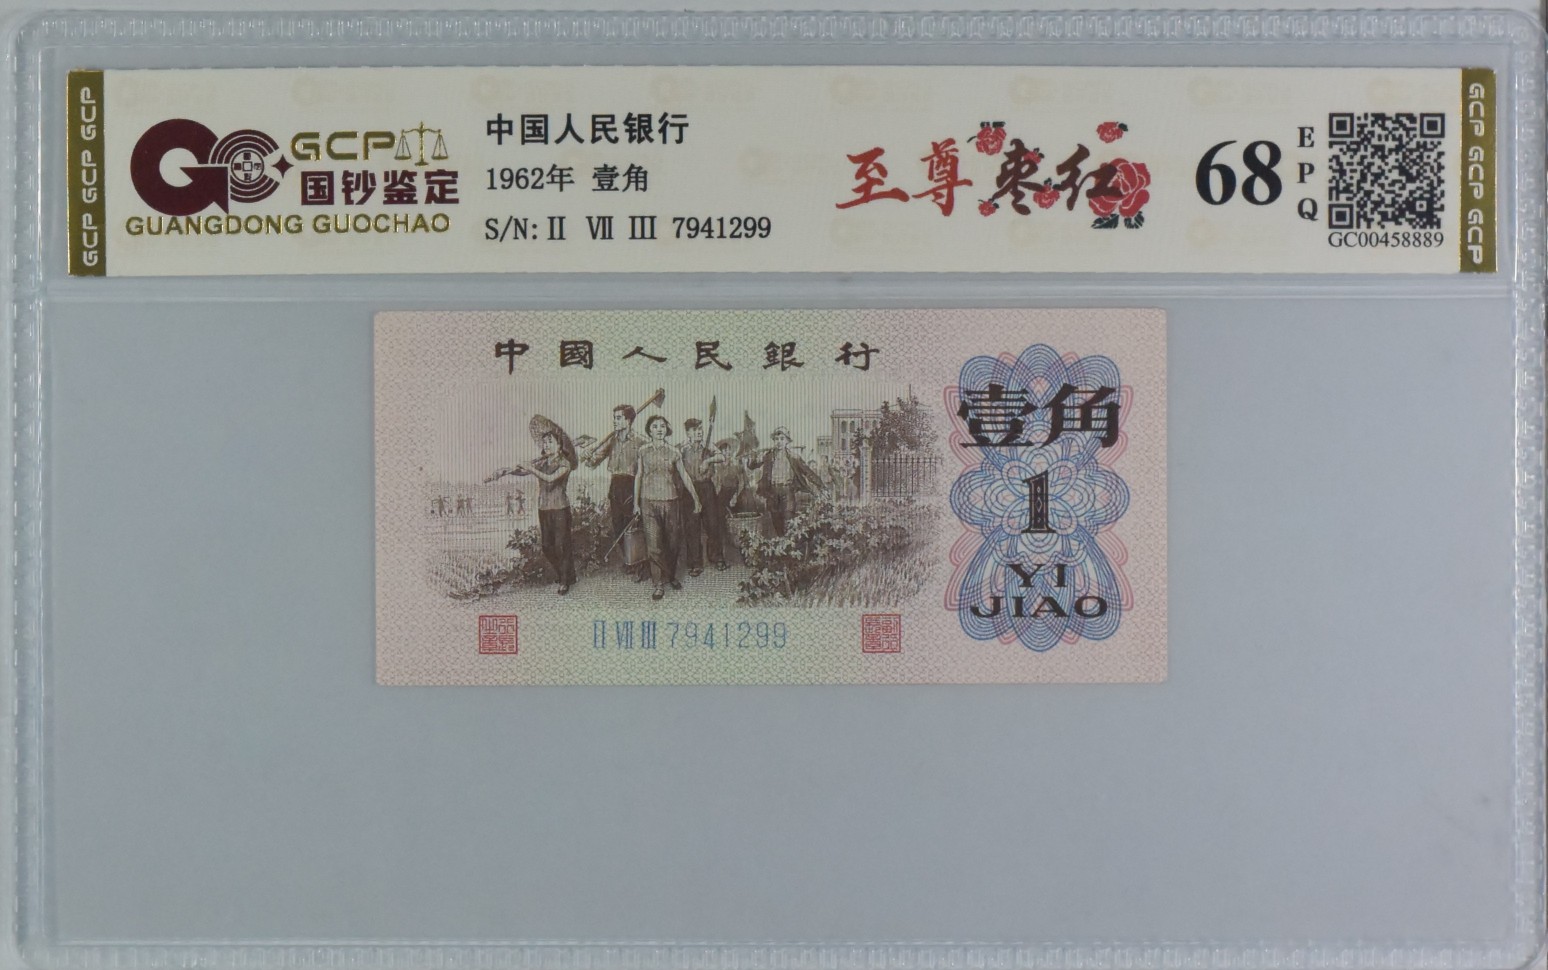 GCP GCP GCP
GCP
国钞鉴定
GUANGDONG GUOCHAO
中国人民银行
1962年 壹角
S/N: II VII III 7941299
至尊枣红
68
EPQ
GC00458889
GCP GCP GCP
中國人民銀行
壹角
1
YI
JIAO
II VII III 7941299